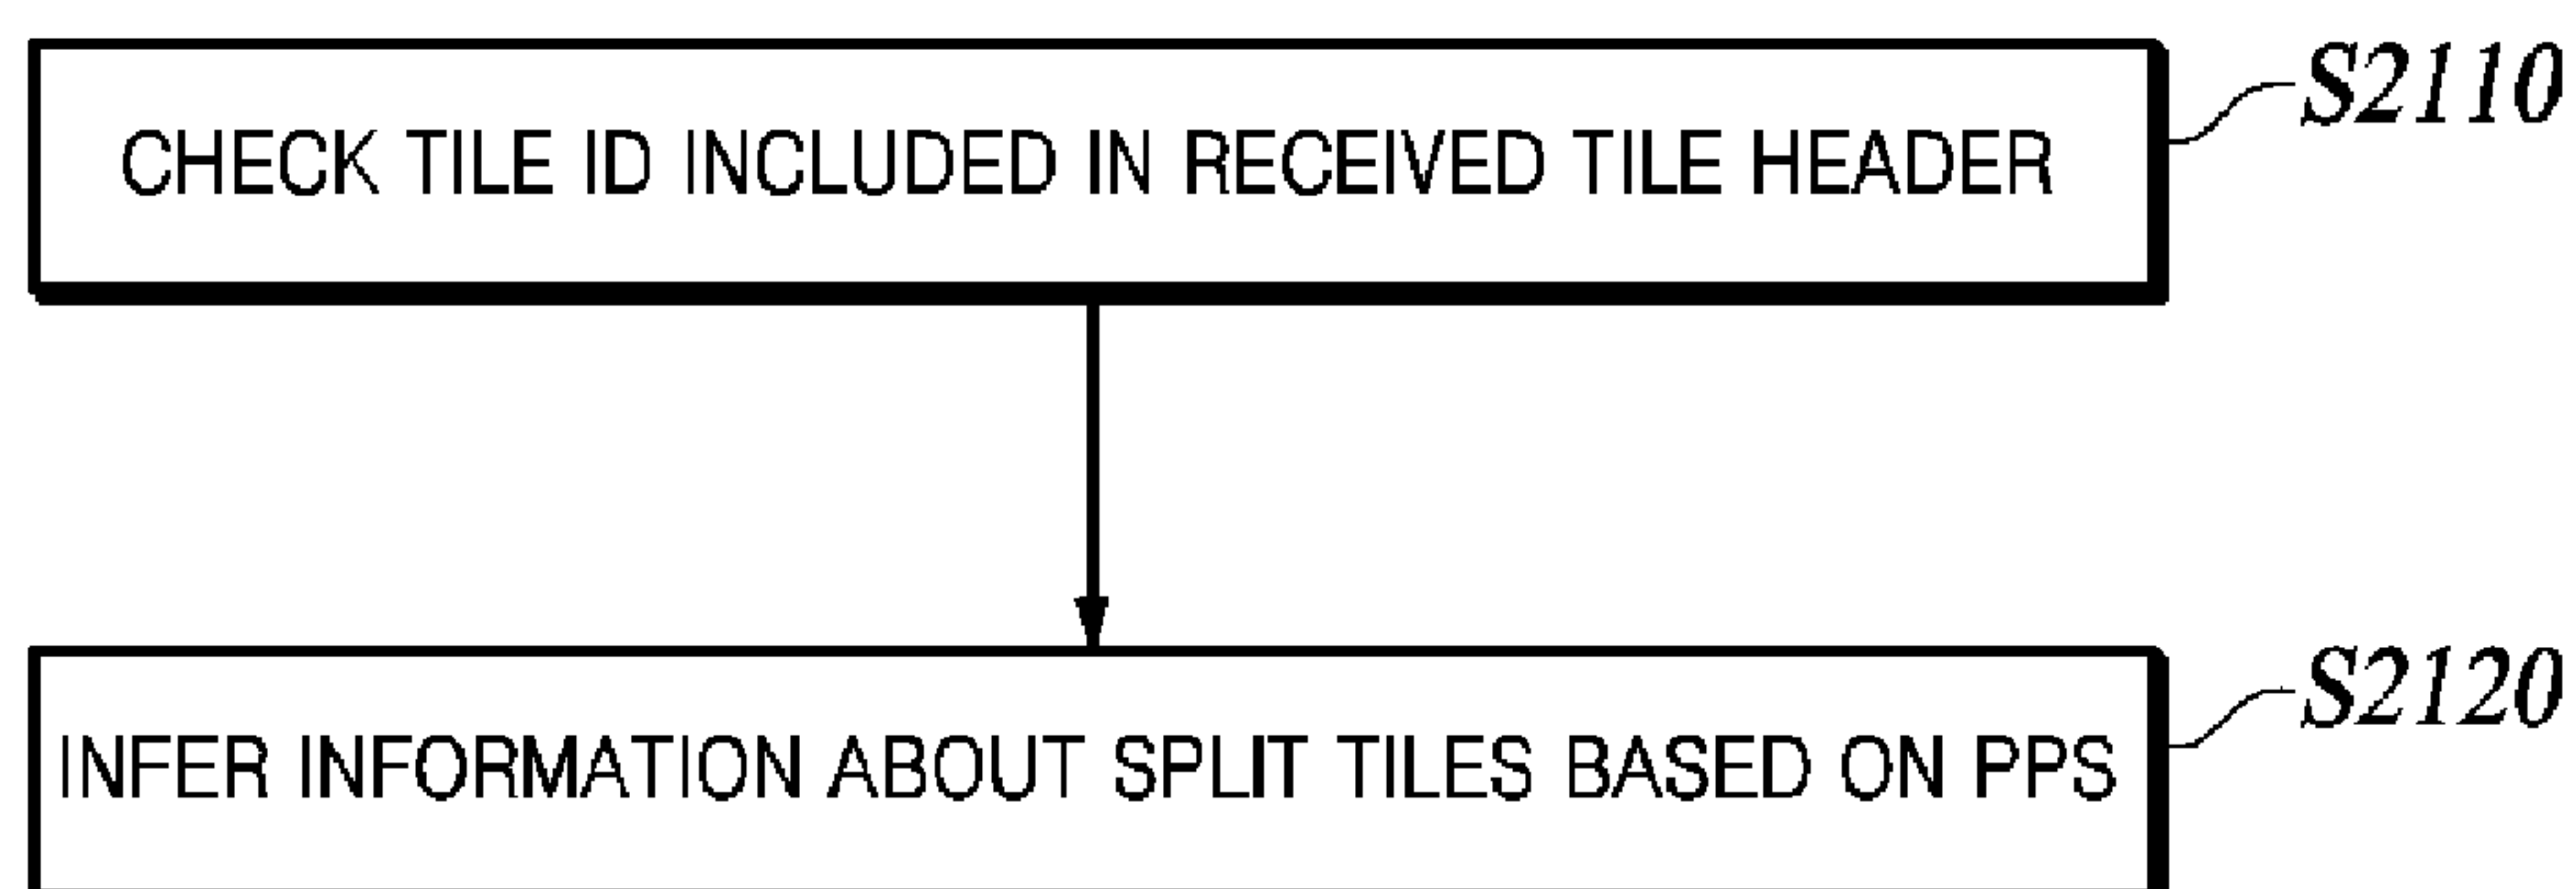 CHECK TILE ID INCLUDED IN RECEIVED TILE HEADER
S2110
INFER INFORMATION ABOUT SPLIT TILES BASED ON PPS
S2120